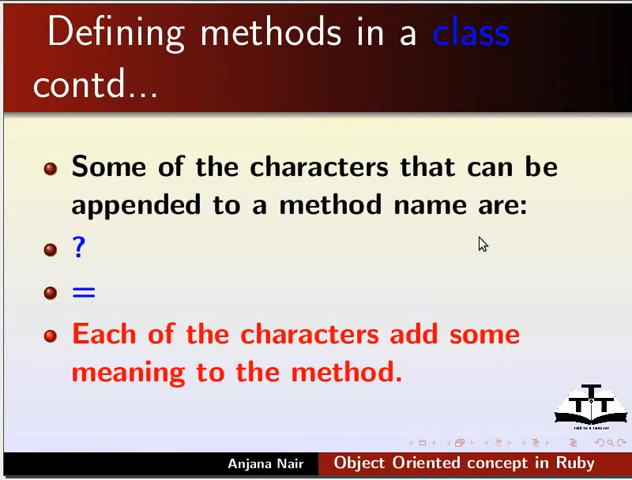 Defining methods in a class
contd...
Some of the characters that can be
appended to a method name are:
?
=
Each of the characters add some
meaning to the method.
Anjana Nair Object Oriented concept in Ruby